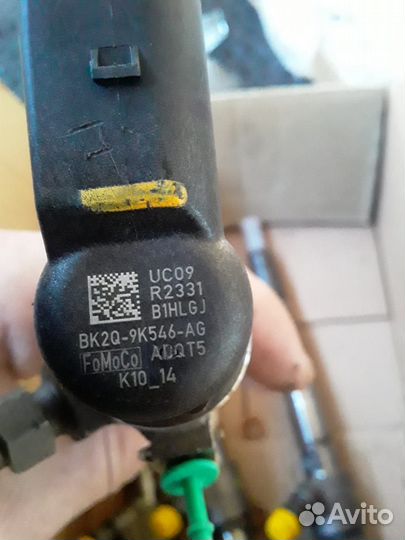 UC09
R2331
B1HLGJ
BK2Q-9K546-AG
FoMoCo ADQT5
K10_14
Avito